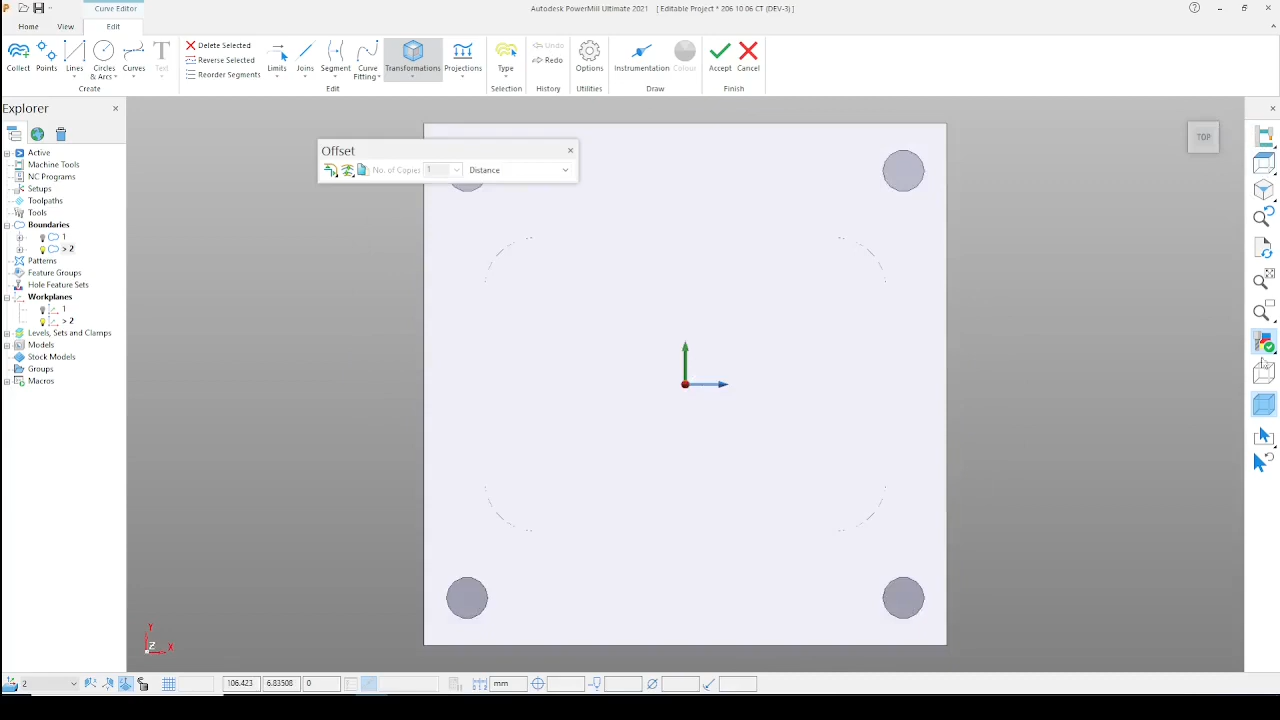 Curve Editor
Autodesk PowerMill Ultimate 2021 [ Editable Project * 206 10 06 CT (DEV-3) ]
Home
View
Edit
Collect
Points
Lines
Circles
& Arcs
Curves
Text
Delete Selected
Reverse Selected
Reorder Segments
Limits
Joins
Segment
Curve
Fitting
Transformations
Projections
Type
Undo
Redo
Options
Instrumentation
Colour
Accept
Cancel
Create
Edit
Selection
History
Utilities
Draw
Finish
Explorer
Active
Machine Tools
NC Programs
Setups
Toolpaths
Tools
Boundaries
1
> 2
Patterns
Feature Groups
Hole Feature Sets
Workplanes
1
> 2
Levels, Sets and Clamps
Models
Stock Models
Groups
Macros
Offset
No. of Copies
1
Distance
TOP
Y
Z
X
2
106.423
6.83508
0
mm